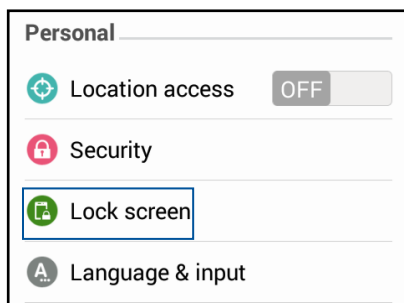 Personal
Location access OFF
Security
Lock screen
A.. Language & input